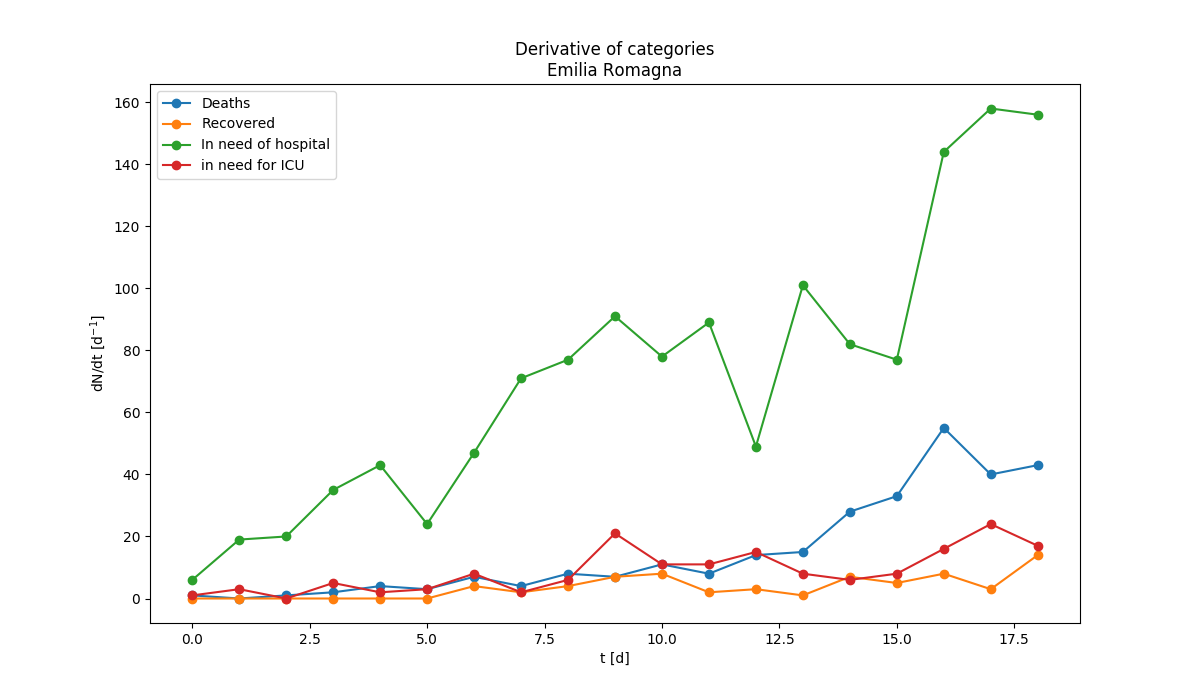 Derivative of categories
Emilia Romagna
Deaths
Recovered
In need of hospital
in need for ICU
160
140
120
100
80
60
40
20
0
dN/dt [d⁻¹]
0.0 2.5 5.0 7.5 10.0 12.5 15.0 17.5
t [d]